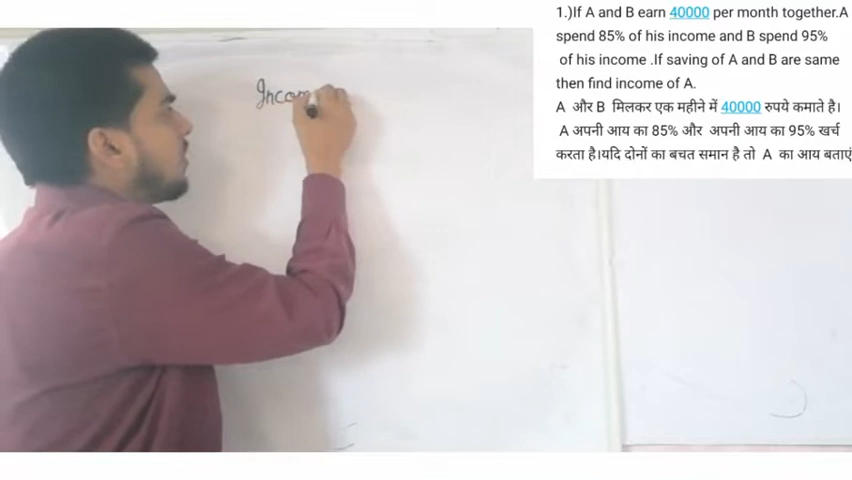 1.)If A and B earn 40000 per month together.A
spend 85% of his income and B spend 95%
of his income .If saving of A and B are same
then find income of A.
A और B मिलकर एक महीने में 40000 रुपये कमाते है।
A अपनी आय का 85% और अपनी आय का 95% खर्च
करता है।यदि दोनों का बचत समान है तो A का आय बताएं
Incom